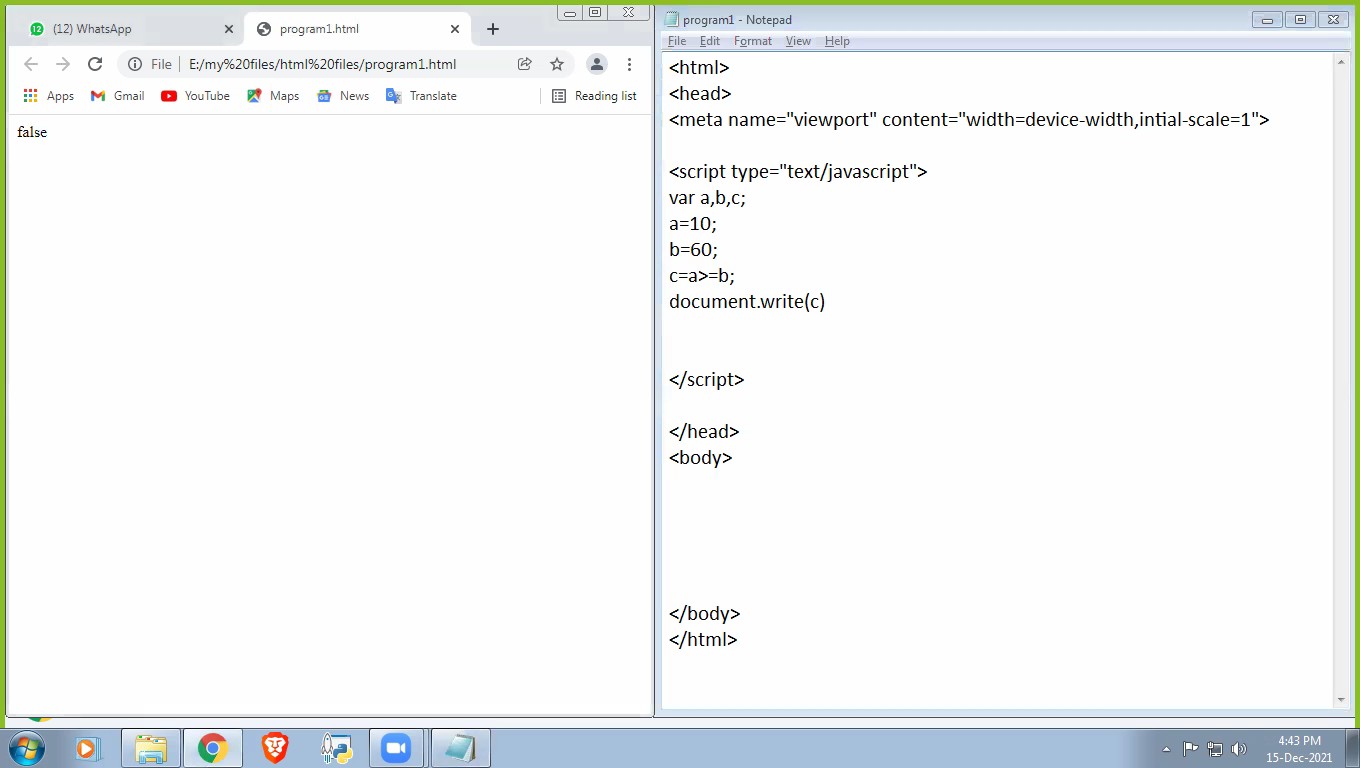 (12) WhatsApp
program1.html
File
E:/my%20files/html%20files/program1.html
Apps
Gmail
YouTube
Maps
News
Translate
Reading list
false
program1 - Notepad
File Edit Format View Help
<html>
<head>
<meta name="viewport" content="width=device-width,intial-scale=1">
<script type="text/javascript">
var a,b,c;
a=10;
b=60;
c=a>=b;
document.write(c)
</script>
</head>
<body>
</body>
</html>
4:43 PM
15-Dec-2021